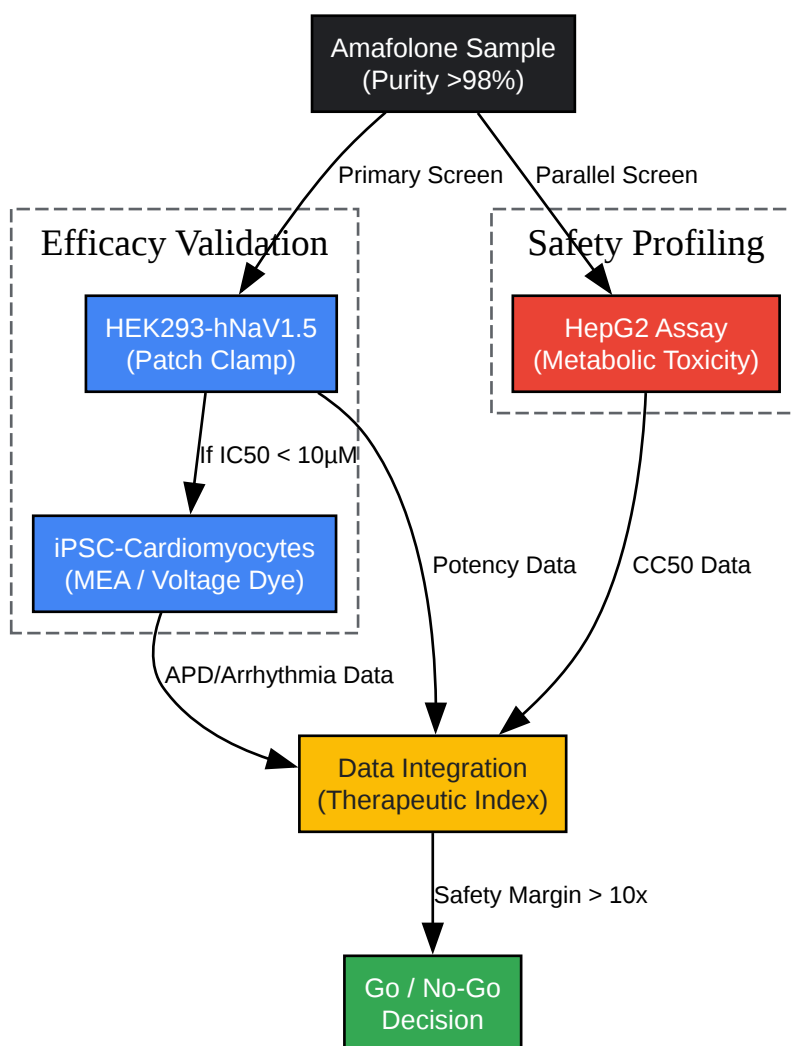 Amafolone Sample
(Purity >98%)
Primary Screen
Parallel Screen
Efficacy Validation
Safety Profiling
HEK293-hNaV1.5
(Patch Clamp)
HepG2 Assay
(Metabolic Toxicity)
If IC50 < 10µM
iPSC-Cardiomyocytes
(MEA / Voltage Dye)
Potency Data
CC50 Data
APD/Arrhythmia Data
Data Integration
(Therapeutic Index)
Safety Margin > 10x
Go / No-Go
Decision